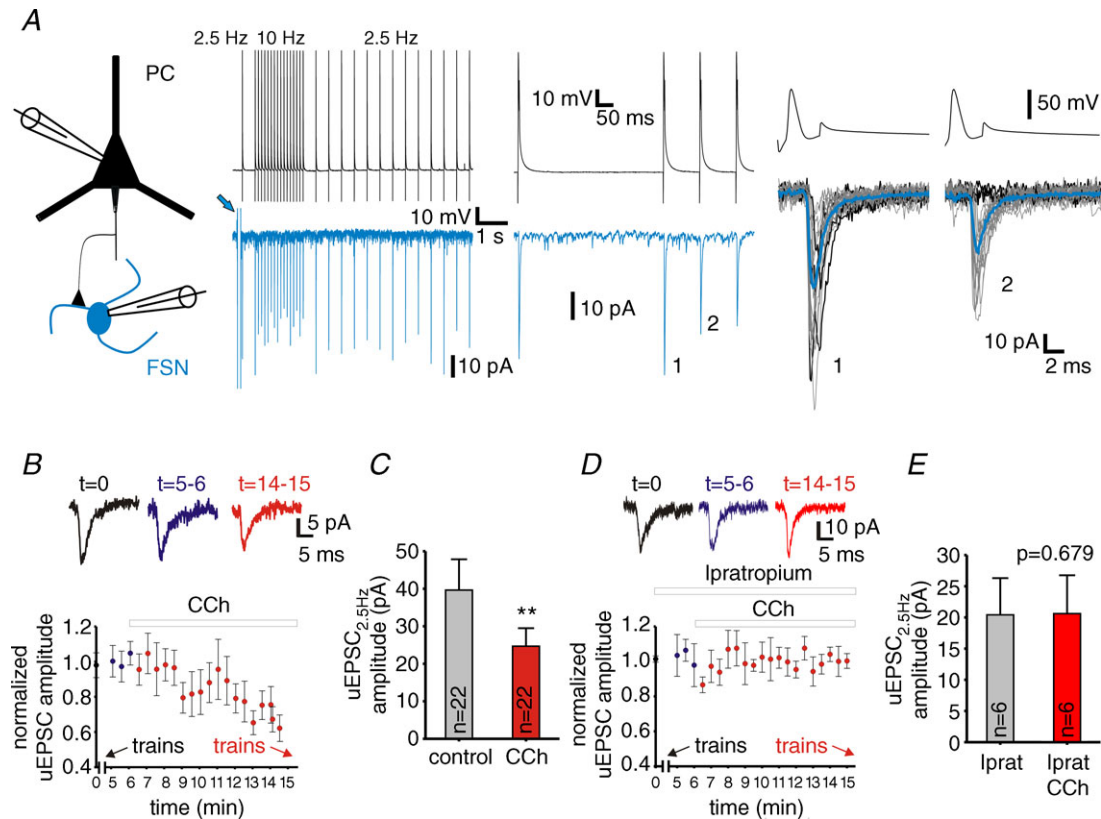 A
2.5 Hz 10 Hz 2.5 Hz
PC
10 mV
50 ms
50 mV
10 mV
1 s
10 pA
FSN
10 pA
1
2
1
2
10 pA
2 ms
B
t=0 t=5-6 t=14-15
5 pA
5 ms
CCh
normalized
uEPSC amplitude
1.2
1.0
0.8
0.6
0.4
trains trains
0 5 6 7 8 9 10 11 12 13 14 15
time (min)
C
uEPSC2.5Hz
amplitude (pA)
50
40
30
20
10
0
**
n=22 n=22
control CCh
D
t=0 t=5-6 t=14-15
10 pA
5 ms
Ipratropium
CCh
normalized
uEPSC amplitude
1.2
1.0
0.8
0.6
0.4
trains trains
0 5 6 7 8 9 10 11 12 13 14 15
time (min)
E
p=0.679
uEPSC2.5Hz
amplitude (pA)
30
25
20
15
10
5
0
n=6 n=6
Iprat Iprat
CCh